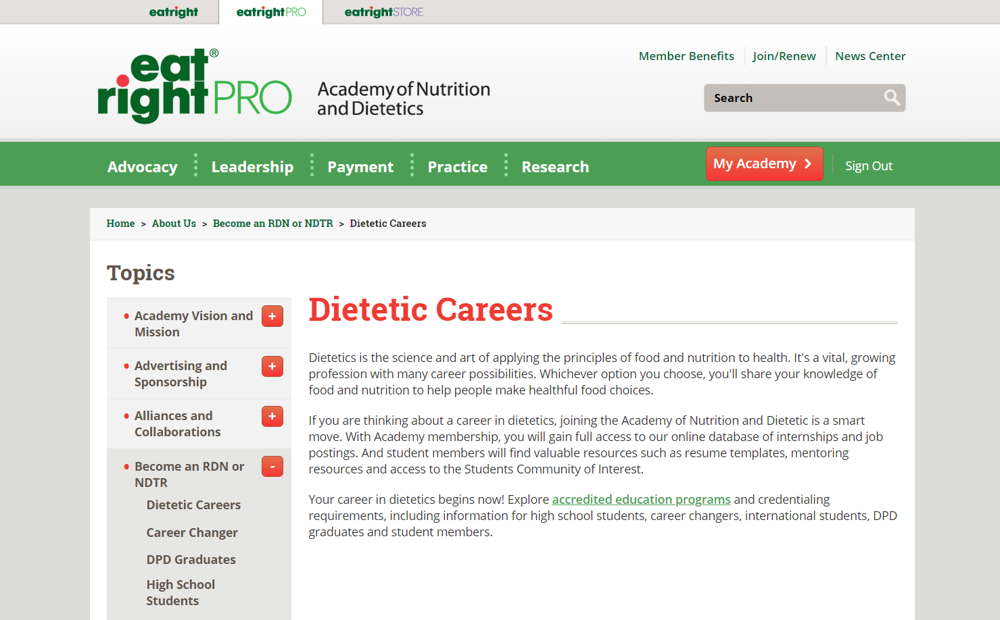 eatright
eatrightPRO
eatrightSTORE
eat®
rightPRO
Academy of Nutrition
and Dietetics
Member Benefits
Join/Renew
News Center
Search
Advocacy
Leadership
Payment
Practice
Research
My Academy
Sign Out
Home > About Us > Become an RDN or NDTR > Dietetic Careers
Topics
Academy Vision and
Mission
+
Advertising and
Sponsorship
+
Alliances and
Collaborations
+
Become an RDN or
NDTR
-
Dietetic Careers
Career Changer
DPD Graduates
High School
Students
Dietetic Careers
Dietetics is the science and art of applying the principles of food and nutrition to health. It's a vital, growing
profession with many career possibilities. Whichever option you choose, you'll share your knowledge of
food and nutrition to help people make healthful food choices.
If you are thinking about a career in dietetics, joining the Academy of Nutrition and Dietetic is a smart
move. With Academy membership, you will gain full access to our online database of internships and job
postings. And student members will find valuable resources such as resume templates, mentoring
resources and access to the Students Community of Interest.
Your career in dietetics begins now! Explore accredited education programs and credentialing
requirements, including information for high school students, career changers, international students, DPD
graduates and student members.